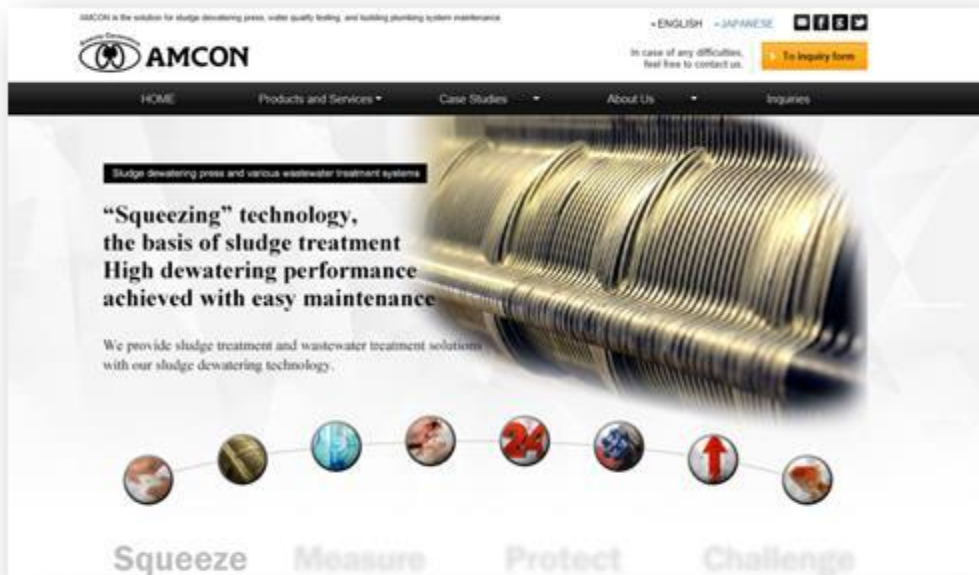 AMCON is the solution for sludge dewatering press, water quality testing, and building plumbing system maintenance
ENGLISH JAPANESE
AMCON
In case of any difficulties,
feel free to contact us.
To inquiry form
HOME Products and Services Case Studies About Us Inquiries
Sludge dewatering press and various wastewater treatment systems
“Squeezing” technology,
the basis of sludge treatment
High dewatering performance
achieved with easy maintenance
We provide sludge treatment and wastewater treatment solutions
with our sludge dewatering technology.
24
Squeeze Measure Protect Challenge